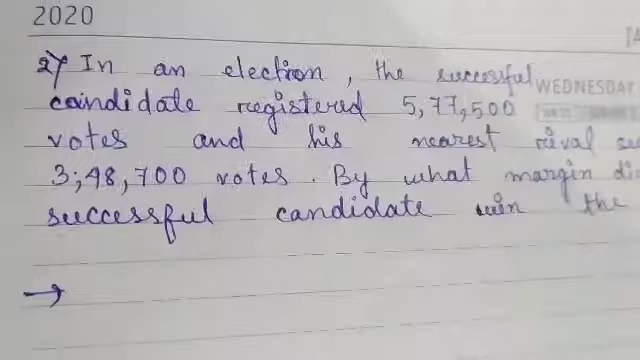 2020
2) In an election, the successful
WEDNESDAY
candidate registered 5,77,500
votes and his nearest rival
3,48,700 votes. By what margin
successful candidate win the